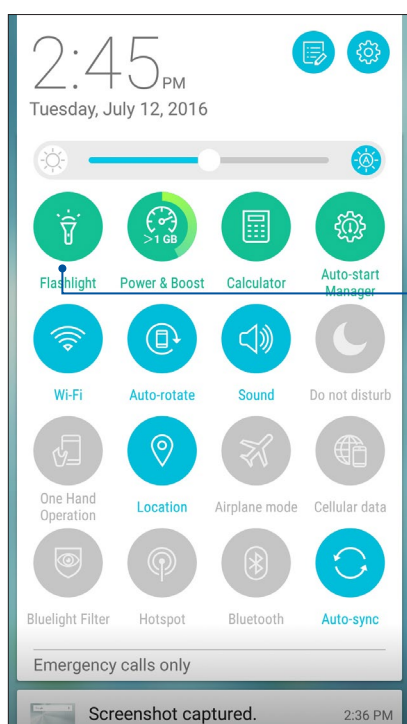 2:45 PM
Tuesday, July 12, 2016
A
>1 GB
Flashlight
Power & Boost
Calculator
Auto-start
Manager
Wi-Fi
Auto-rotate
Sound
Do not disturb
One Hand
Operation
Location
Airplane mode
Cellular data
Bluelight Filter
Hotspot
Bluetooth
Auto-sync
Emergency calls only
Screenshot captured.
2:36 PM